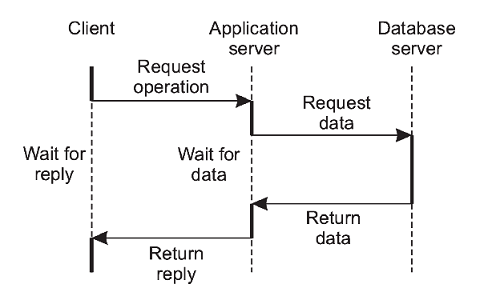 Client
Application
server
Database
server
Request
operation
Request
data
Wait for
reply
Wait for
data
Return
data
Return
reply